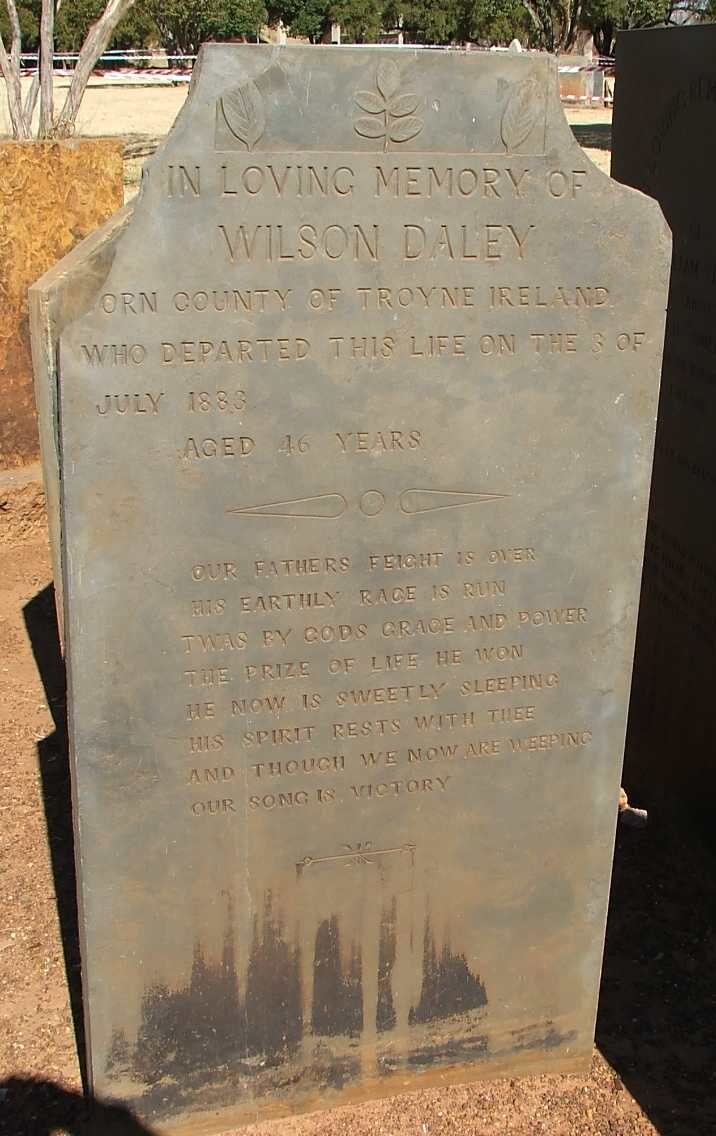 IN LOVING MEMORY OF
WILSON DALEY
ORN COUNTY OF TROYNE IRELAND
WHO DEPARTED THIS LIFE ON THE 3 OF
JULY 1883
AGED 46 YEARS
OUR FATHERS FEIGHT IS OVER
HIS EARTHLY RACE IS RUN
TWAS BY GODS GRACE AND POWER
THE PRIZE OF LIFE HE WON
HE NOW IS SWEETLY SLEEPING
HIS SPIRIT RESTS WITH THEE
AND THOUGH WE NOW ARE WEEPING
OUR SONG IS VICTORY